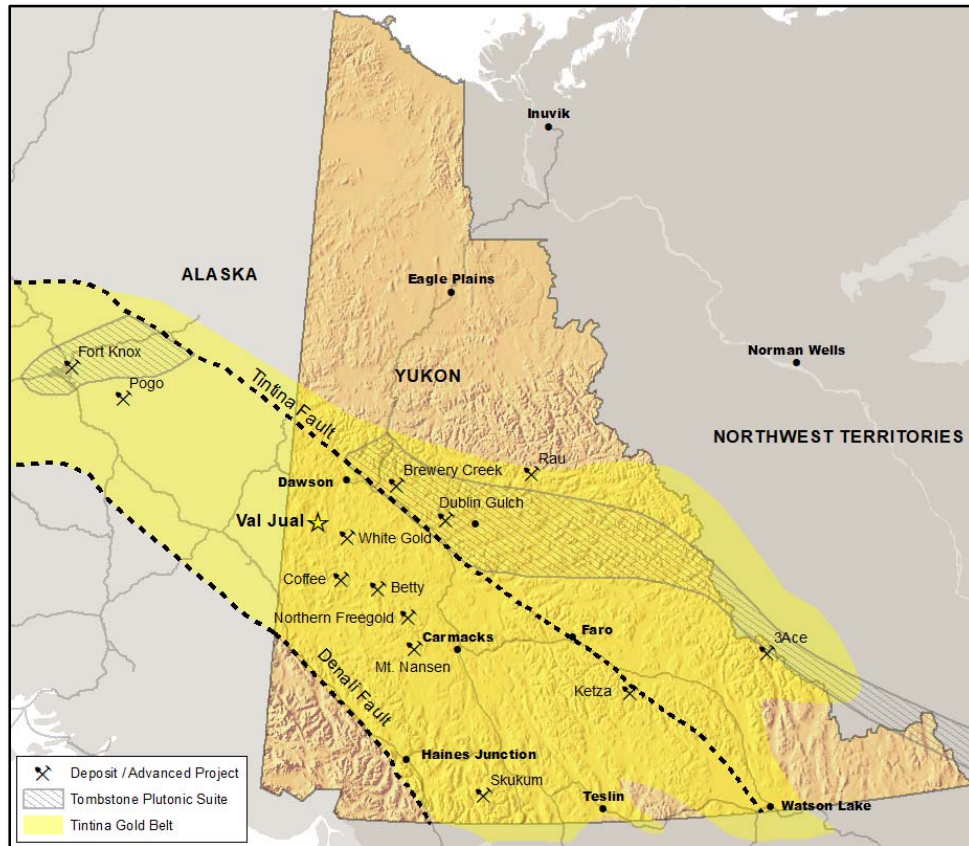 Inuvik
ALASKA
Eagle Plains
Norman Wells
Fort Knox
Pogo
YUKON
Tintina Fault
NORTHWEST TERRITORIES
Rau
Brewery Creek
Dawson
Dublin Gulch
Val Jual
White Gold
Coffee
Betty
Northern Freegold
Carmacks
Faro
3Ace
Mt. Nansen
Denali Fault
Ketza
Haines Junction
Skukum
Teslin
Watson Lake
Deposit / Advanced Project
Tombstone Plutonic Suite
Tintina Gold Belt